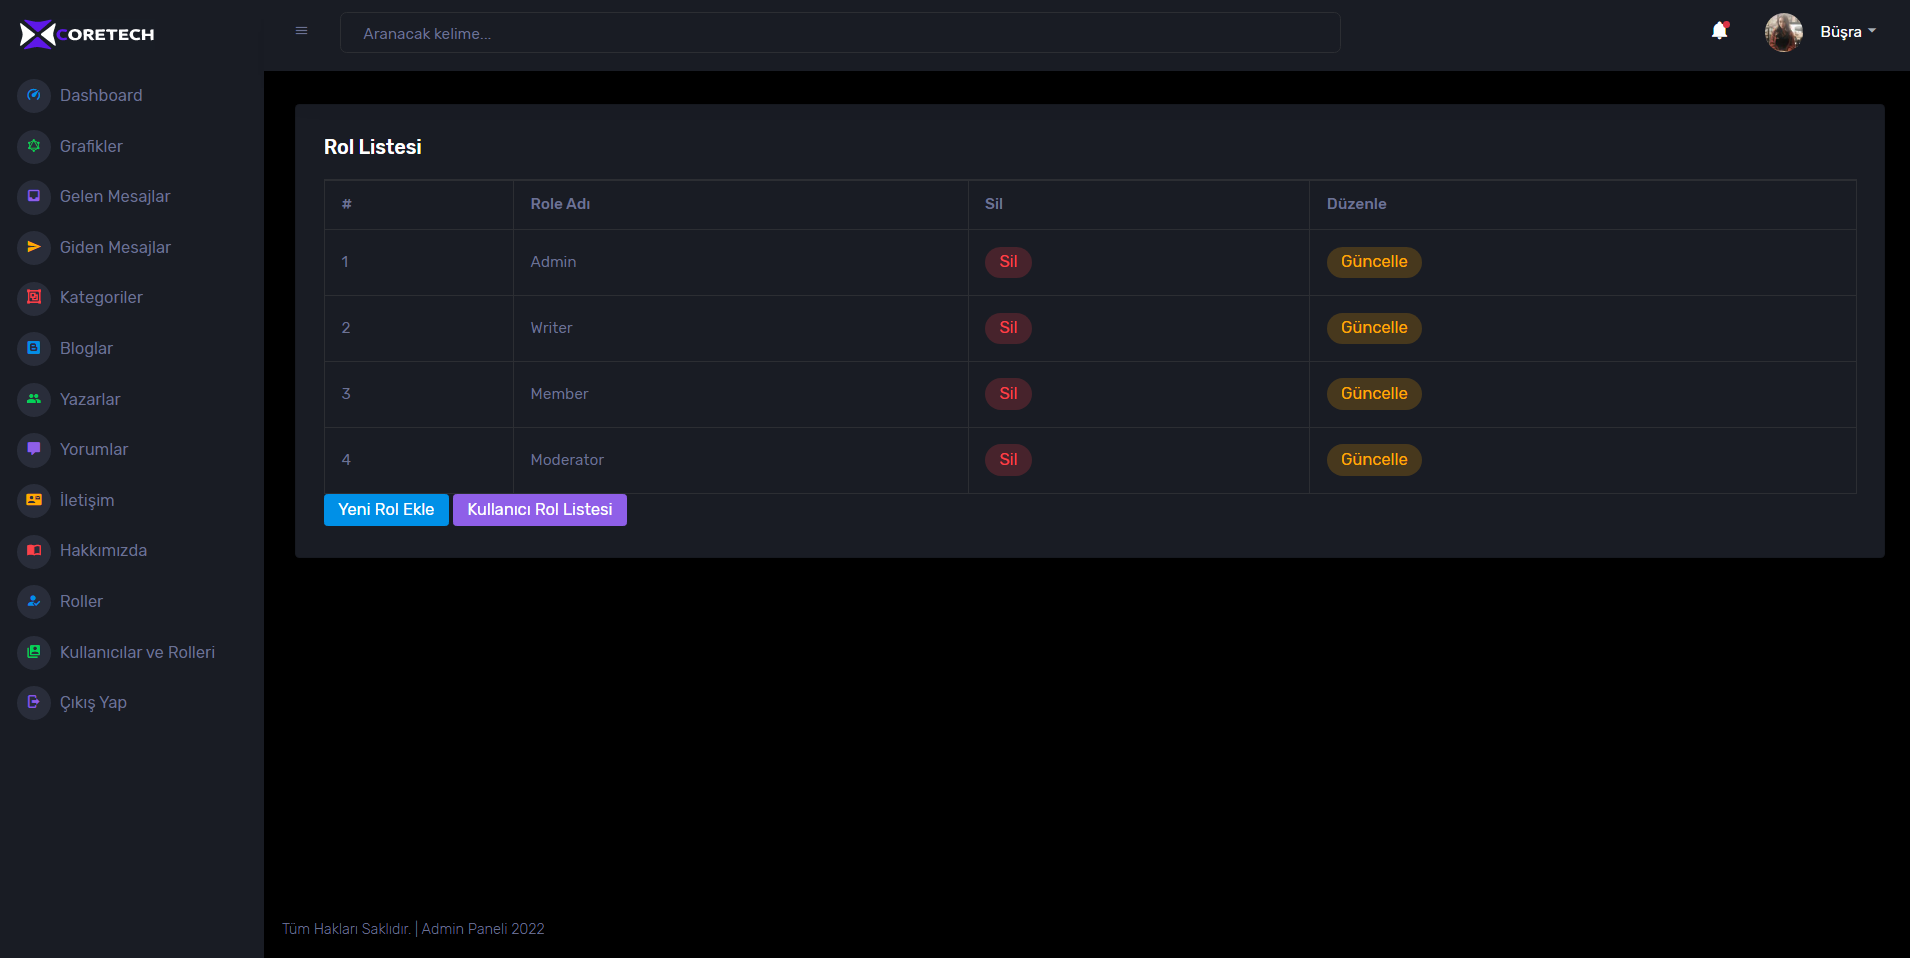 CORETECH
Aranacak kelime...
Büşra
Dashboard
Grafikler
Gelen Mesajlar
Giden Mesajlar
Kategoriler
Bloglar
Yazarlar
Yorumlar
İletişim
Hakkımızda
Roller
Kullanıcılar ve Rolleri
Çıkış Yap
Rol Listesi
# Role Adı Sil Düzenle
1 Admin Sil Güncelle
2 Writer Sil Güncelle
3 Member Sil Güncelle
4 Moderator Sil Güncelle
Yeni Rol Ekle Kullanıcı Rol Listesi
Tüm Hakları Saklıdır. | Admin Paneli 2022